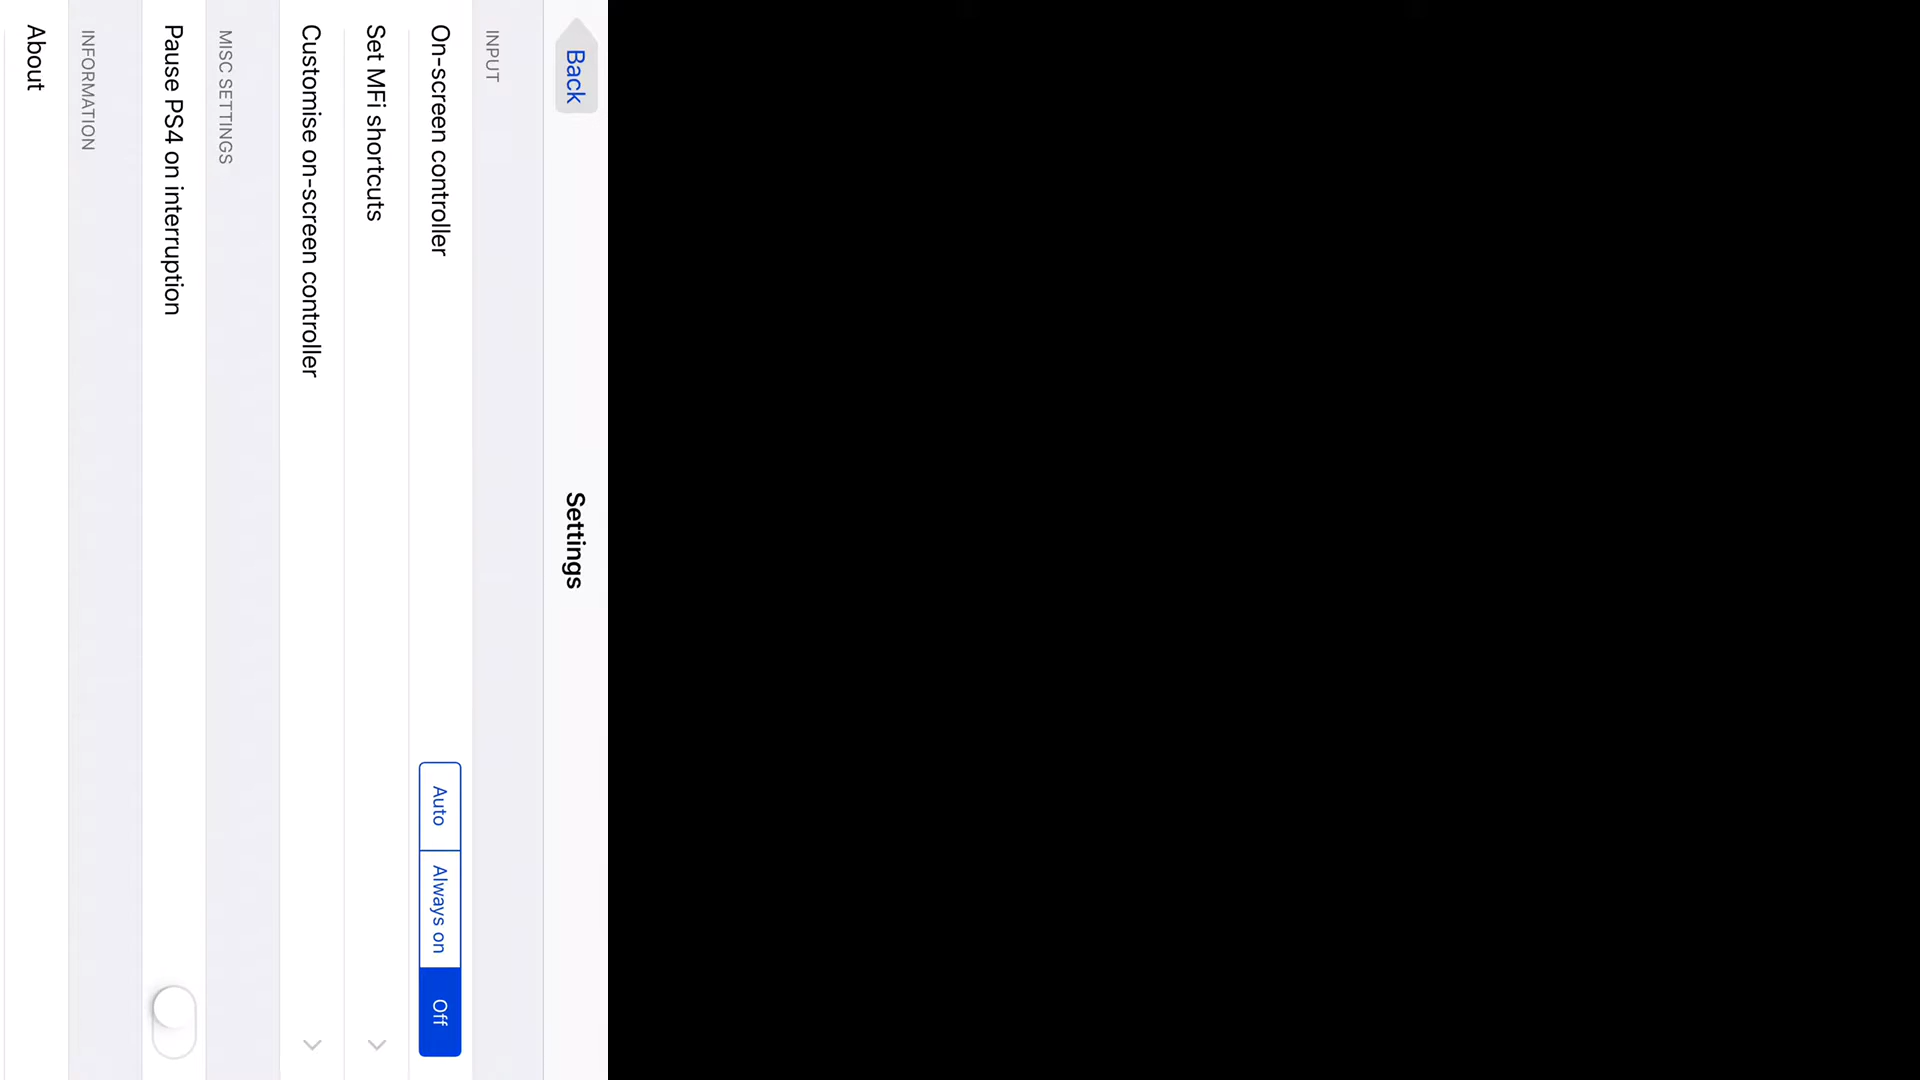 Back
Settings
INPUT
On-screen controller
Auto
Always on
Off
Set MFi shortcuts
Customise on-screen controller
MISC SETTINGS
Pause PS4 on interruption
INFORMATION
About